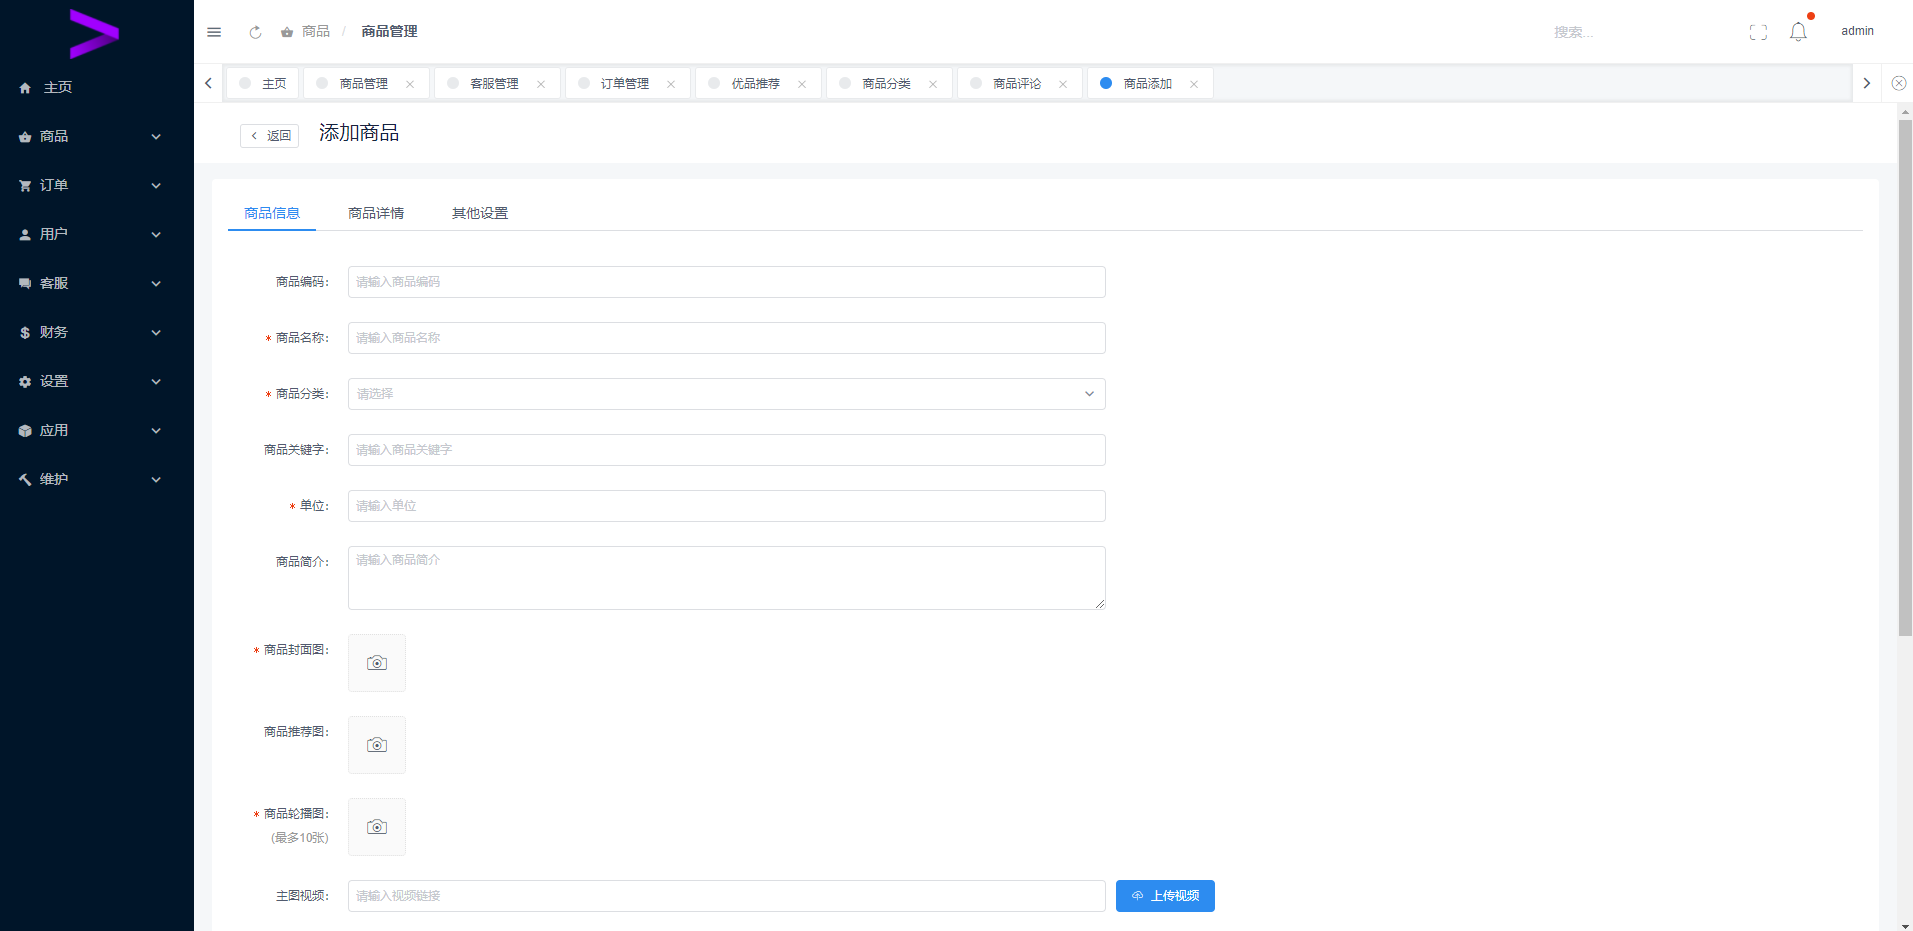 商品 / 商品管理
搜索...
admin
主页
商品
订单
用户
客服
财务
设置
应用
维护
主页 商品管理 客服管理 订单管理 优品推荐 商品分类 商品评论 商品添加
返回 添加商品
商品信息 商品详情 其他设置
商品编码: 请输入商品编码
* 商品名称: 请输入商品名称
* 商品分类: 请选择
商品关键字: 请输入商品关键字
* 单位: 请输入单位
商品简介: 请输入商品简介
* 商品封面图:
商品推荐图:
* 商品轮播图:
(最多10张)
主图视频: 请输入视频链接 上传视频